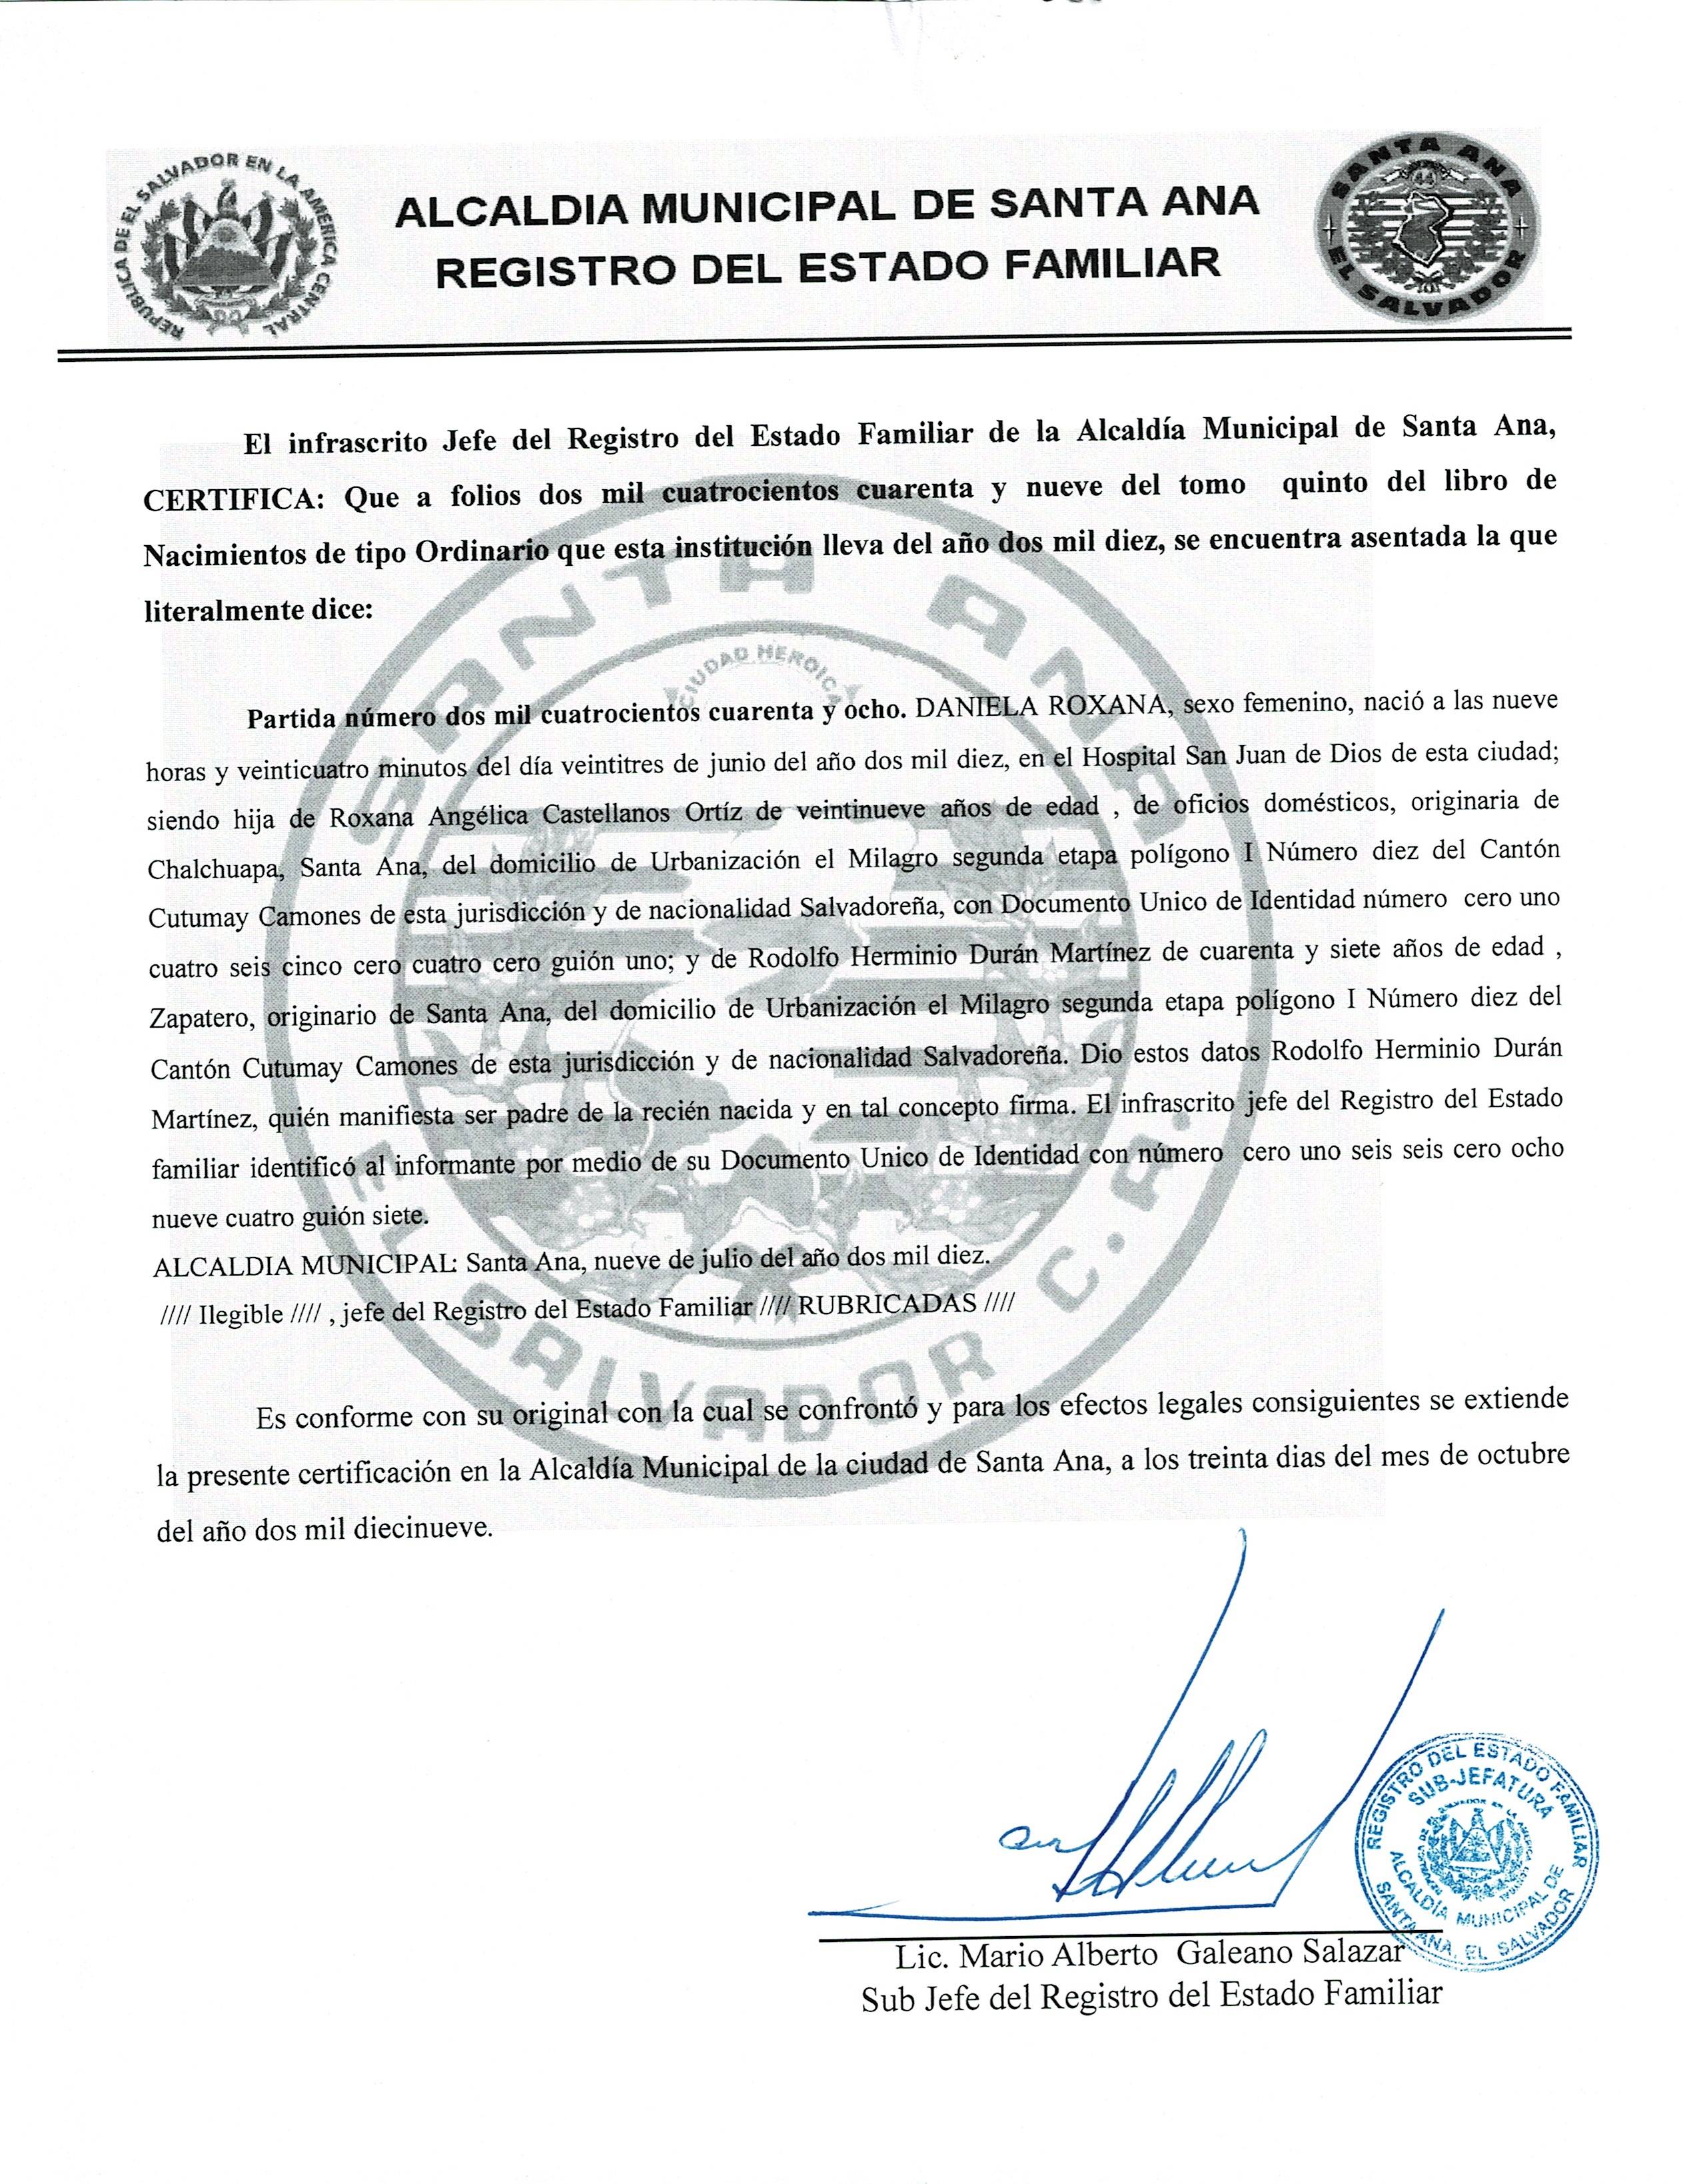 REPUBLICA DE EL SALVADOR EN LA AMERICA CENTRAL
SANTA ANA
44
EL SALVADOR
ALCALDIA MUNICIPAL DE SANTA ANA
REGISTRO DEL ESTADO FAMILIAR
El infrascrito Jefe del Registro del Estado Familiar de la Alcaldía Municipal de Santa Ana,
CERTIFICA: Que a folios dos mil cuatrocientos cuarenta y nueve del tomo quinto del libro de
Nacimientos de tipo Ordinario que esta institución lleva del año dos mil diez, se encuentra asentada la que
literalmente dice:
SANTA ANA
CIUDAD HEROICA
EL SALVADOR C.A.
Partida número dos mil cuatrocientos cuarenta y ocho. DANIELA ROXANA, sexo femenino, nació a las nueve
horas y veinticuatro minutos del día veintitres de junio del año dos mil diez, en el Hospital San Juan de Dios de esta ciudad;
siendo hija de Roxana Angélica Castellanos Ortíz de veintinueve años de edad , de oficios domésticos, originaria de
Chalchuapa, Santa Ana, del domicilio de Urbanización el Milagro segunda etapa polígono I Número diez del Cantón
Cutumay Camones de esta jurisdicción y de nacionalidad Salvadoreña, con Documento Unico de Identidad número cero uno
cuatro seis cinco cero cuatro cero guión uno; y de Rodolfo Herminio Durán Martínez de cuarenta y siete años de edad ,
Zapatero, originario de Santa Ana, del domicilio de Urbanización el Milagro segunda etapa polígono I Número diez del
Cantón Cutumay Camones de esta jurisdicción y de nacionalidad Salvadoreña. Dio estos datos Rodolfo Herminio Durán
Martínez, quién manifiesta ser padre de la recién nacida y en tal concepto firma. El infrascrito jefe del Registro del Estado
familiar identificó al informante por medio de su Documento Unico de Identidad con número cero uno seis seis cero ocho
nueve cuatro guión siete.
ALCALDIA MUNICIPAL: Santa Ana, nueve de julio del año dos mil diez.
//// Ilegible //// , jefe del Registro del Estado Familiar //// RUBRICADAS ////
Es conforme con su original con la cual se confrontó y para los efectos legales consiguientes se extiende
la presente certificación en la Alcaldía Municipal de la ciudad de Santa Ana, a los treinta dias del mes de octubre
del año dos mil diecinueve.
REGISTRO DEL ESTADO FAMILIAR
SUB-JEFATURA
ALCALDIA MUNICIPAL DE
SANTA ANA, EL SALVADOR
Lic. Mario Alberto Galeano Salazar
Sub Jefe del Registro del Estado Familiar